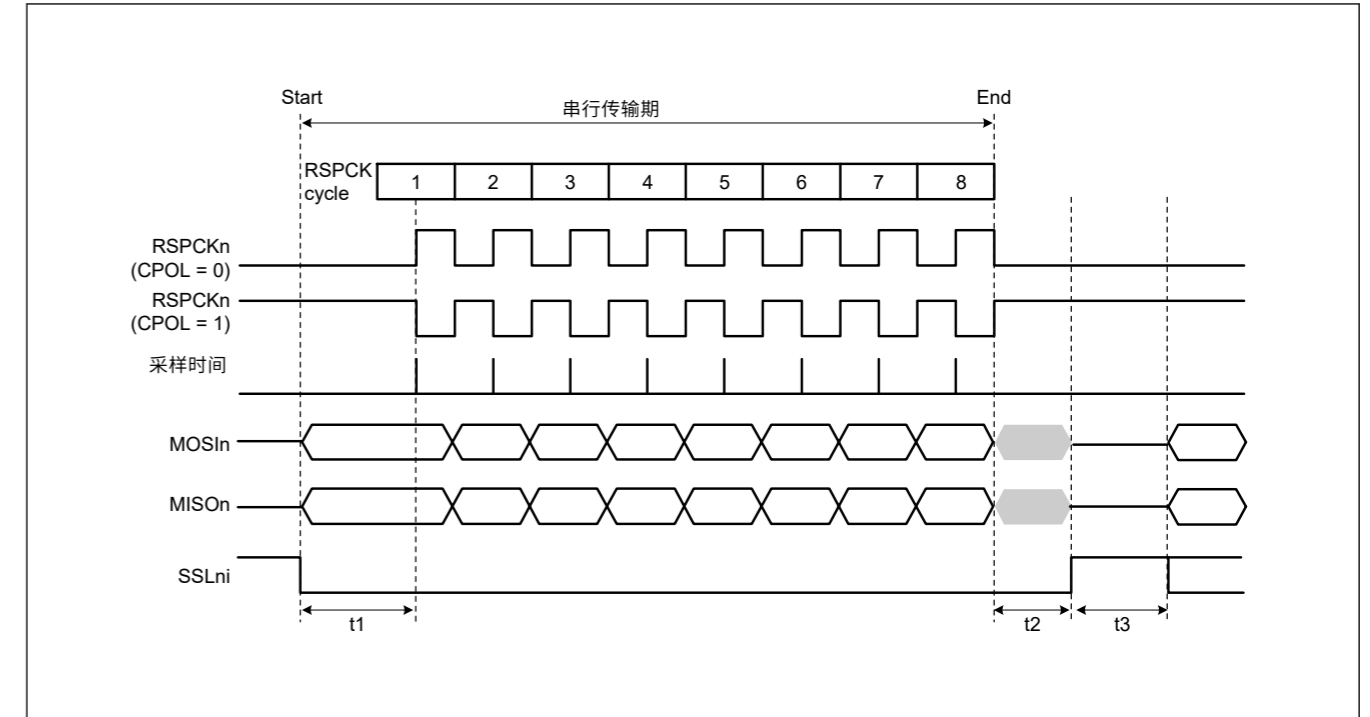 Start
End
串行传输期
RSPCK
cycle
1 2 3 4 5 6 7 8
RSPCKn
(CPOL = 0)
RSPCKn
(CPOL = 1)
采样时间
MOSIn
MISOn
SSLni
t1
t2
t3